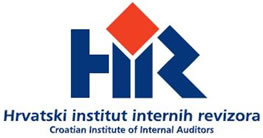 HIR
Hrvatski institut internih revizora
Croatian Institute of Internal Auditors